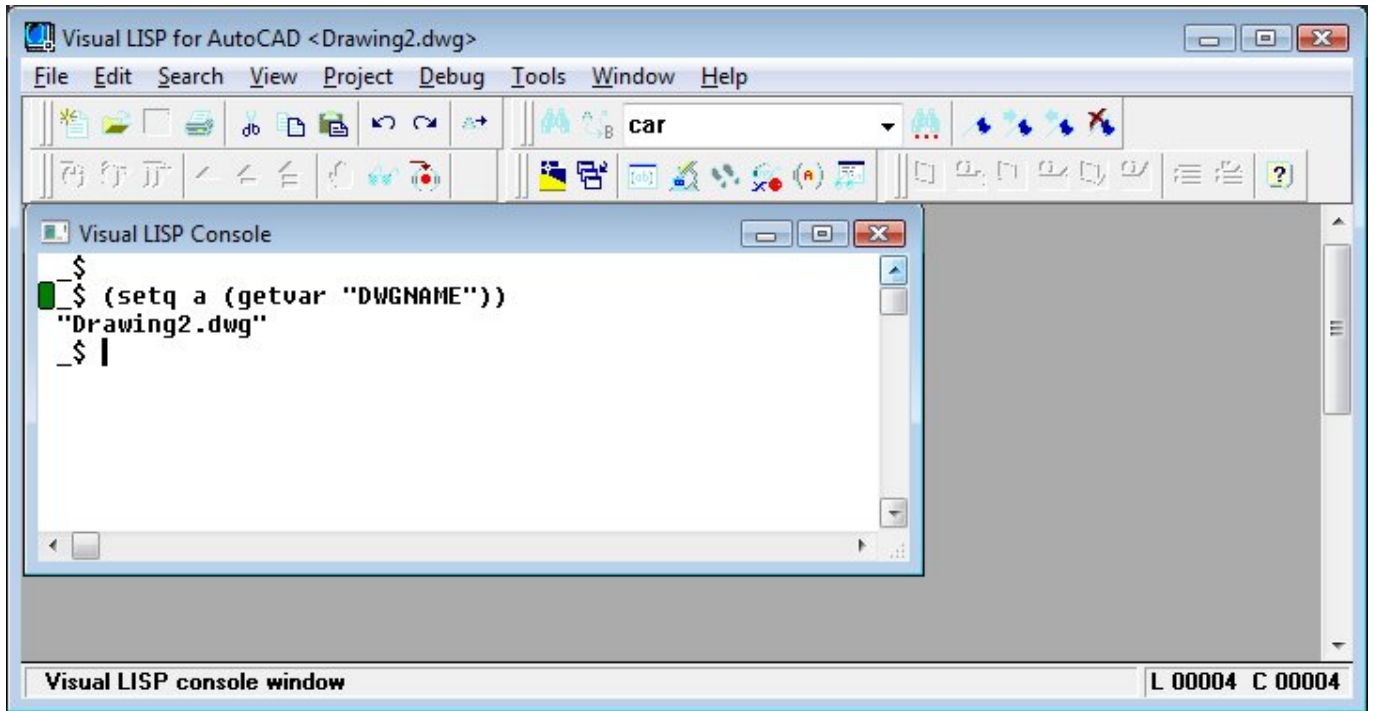 Visual LISP for AutoCAD <Drawing2.dwg>
File Edit Search View Project Debug Tools Window Help
car
Visual LISP Console
_$
_$ (setq a (getvar "DWGNAME"))
"Drawing2.dwg"
_$
Visual LISP console window
L 00004 C 00004